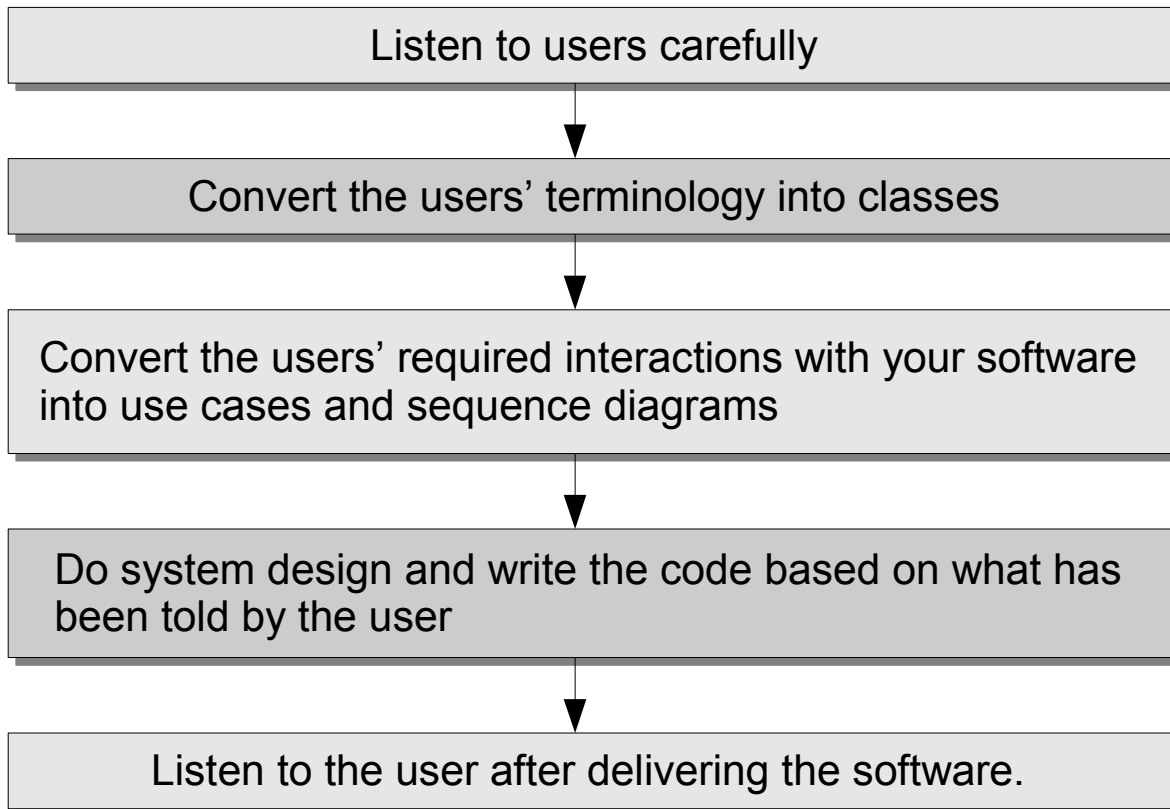 Listen to users carefully
Convert the users’ terminology into classes
Convert the users’ required interactions with your software
into use cases and sequence diagrams
Do system design and write the code based on what has
been told by the user
Listen to the user after delivering the software.